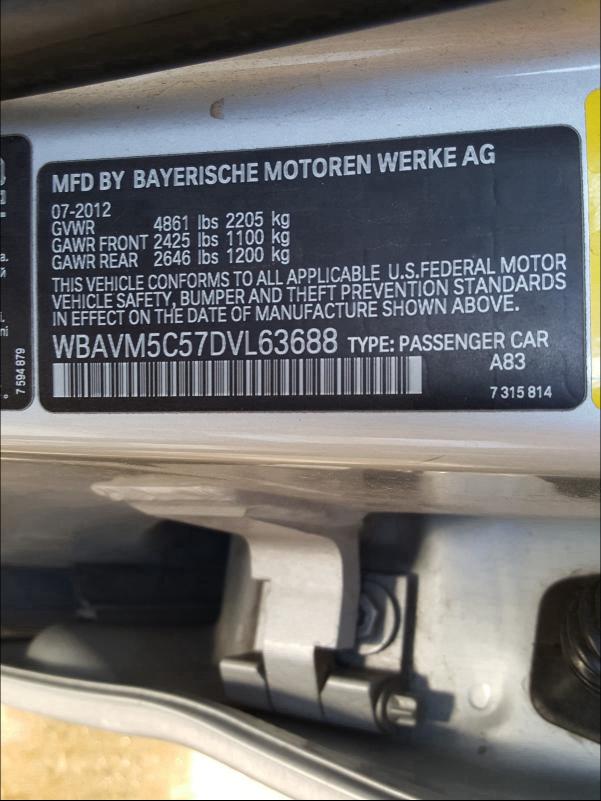 MFD BY BAYERISCHE MOTOREN WERKE AG
07-2012
GVWR 4861 lbs 2205 kg
GAWR FRONT 2425 lbs 1100 kg
GAWR REAR 2646 lbs 1200 kg
THIS VEHICLE CONFORMS TO ALL APPLICABLE U.S.FEDERAL MOTOR
VEHICLE SAFETY, BUMPER AND THEFT PREVENTION STANDARDS
IN EFFECT ON THE DATE OF MANUFACTURE SHOWN ABOVE.
WBAVM5C57DVL63688 TYPE: PASSENGER CAR
A83
7 315 814
7 594 879